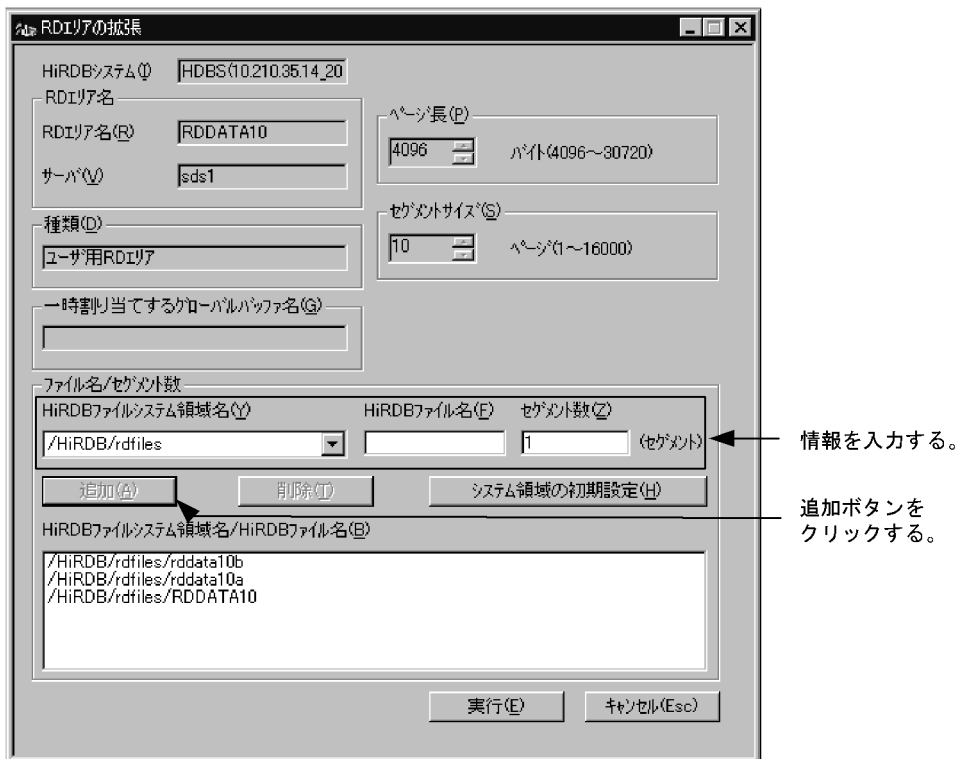 RDエリアの拡張
HiRDBシステム(I) HDBS(10.210.35.14_20
RDエリア名
RDエリア名(R) RDDATA10
サーバ(V) sds1
種類(D)
ユーザ用RDエリア
一時割り当てするグローバルバッファ名(G)
ページ長(P)
4096 バイト(4096～30720)
セグメントサイズ(S)
10 ページ(1～16000)
ファイル名/セグメント数
HiRDBファイルシステム領域名(Y) HiRDBファイル名(F) セグメント数(Z)
/HiRDB/rdfiles 1 (セグメント)
情報を入力する。
追加(A) 削除(T) システム領域の初期設定(H)
追加ボタンを
クリックする。
HiRDBファイルシステム領域名/HiRDBファイル名(B)
/HiRDB/rdfiles/rddata10b
/HiRDB/rdfiles/rddata10a
/HiRDB/rdfiles/RDDATA10
実行(E) キャンセル(Esc)